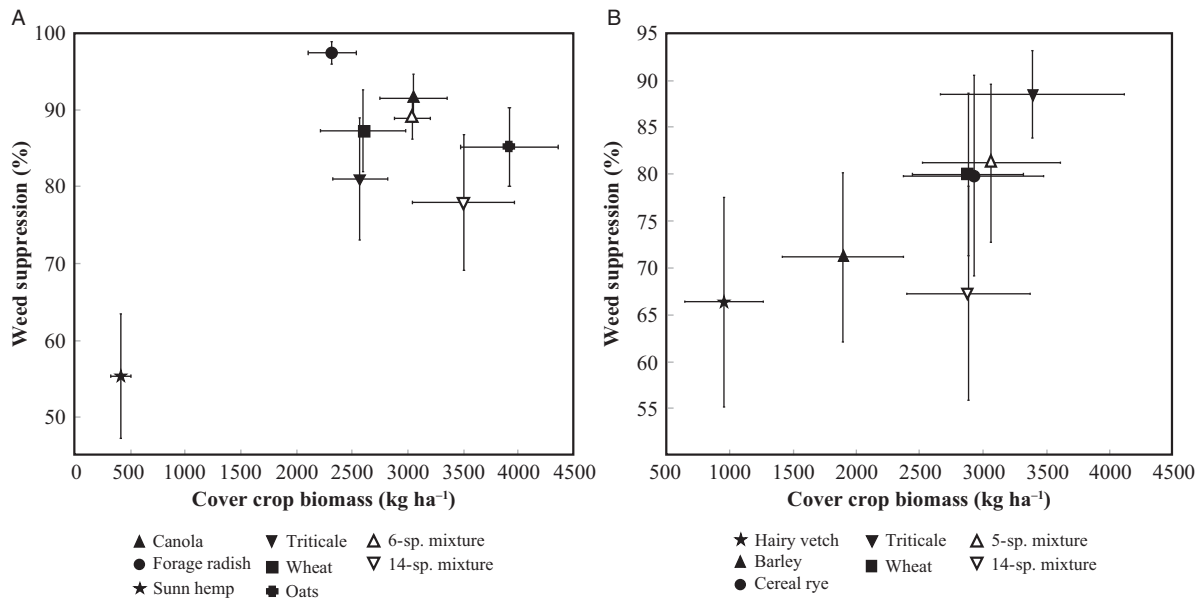 A
100
90
80
70
60
50
Weed suppression (%)
0 500 1000 1500 2000 2500 3000 3500 4000 4500
Cover crop biomass (kg ha⁻¹)
Canola
Forage radish
Sunn hemp
Triticale
Wheat
Oats
6-sp. mixture
14-sp. mixture
B
95
90
85
80
75
70
65
60
55
Weed suppression (%)
500 1000 1500 2000 2500 3000 3500 4000 4500
Cover crop biomass (kg ha⁻¹)
Hairy vetch
Barley
Cereal rye
Triticale
Wheat
5-sp. mixture
14-sp. mixture